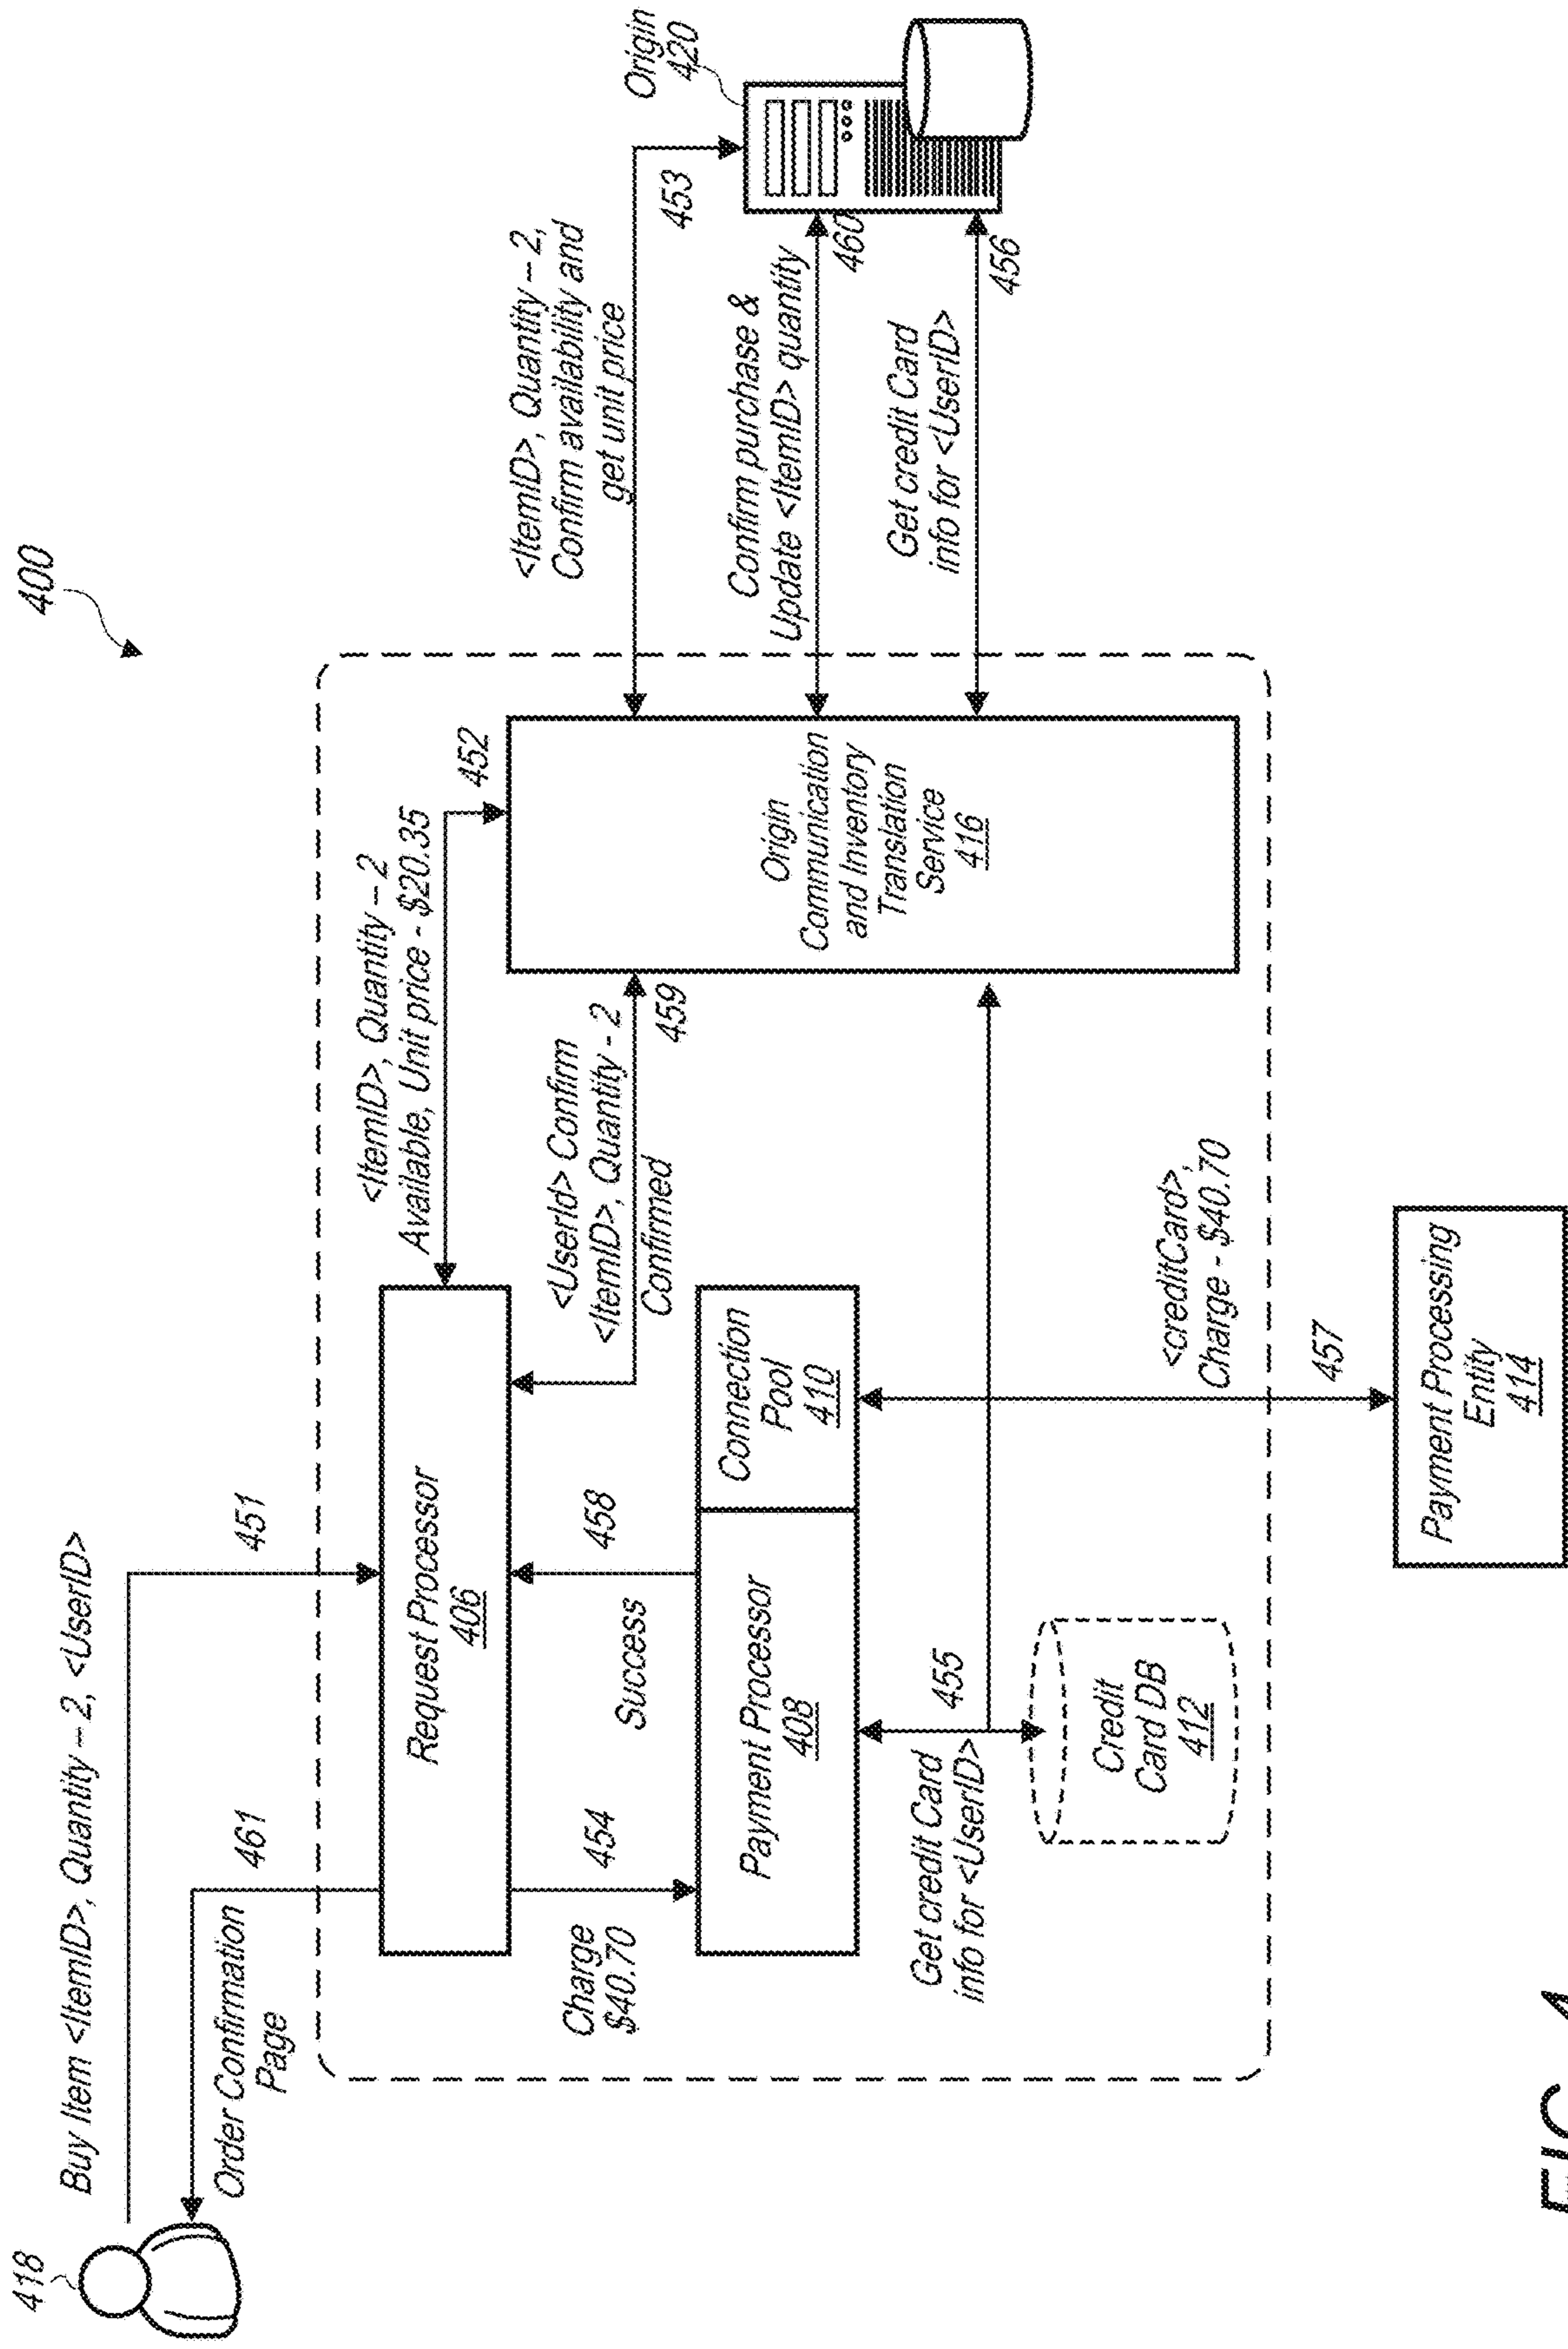 400
418
Buy Item <ItemID>, Quantity – 2, <UserID>
451
461
Order Confirmation
Page
Request Processor
406
<ItemID>, Quantity – 2
Available, Unit price - $20.35
452
<ItemID>, Quantity – 2,
Confirm availability and
get unit price
453
Origin
420
Charge
$40.70
454
Success
458
<UserId> Confirm
<ItemID>, Quantity - 2
Confirmed
459
Payment Processor
408
Connection
Pool
410
Origin
Communication
and Inventory
Translation
Service
416
Confirm purchase &
Update <ItemID> quantity
460
Get credit Card
info for <UserID>
456
Get credit Card
info for <UserID>
455
Credit
Card DB
412
<creditCard>,
Charge - $40.70
457
Payment Processing
Entity
414